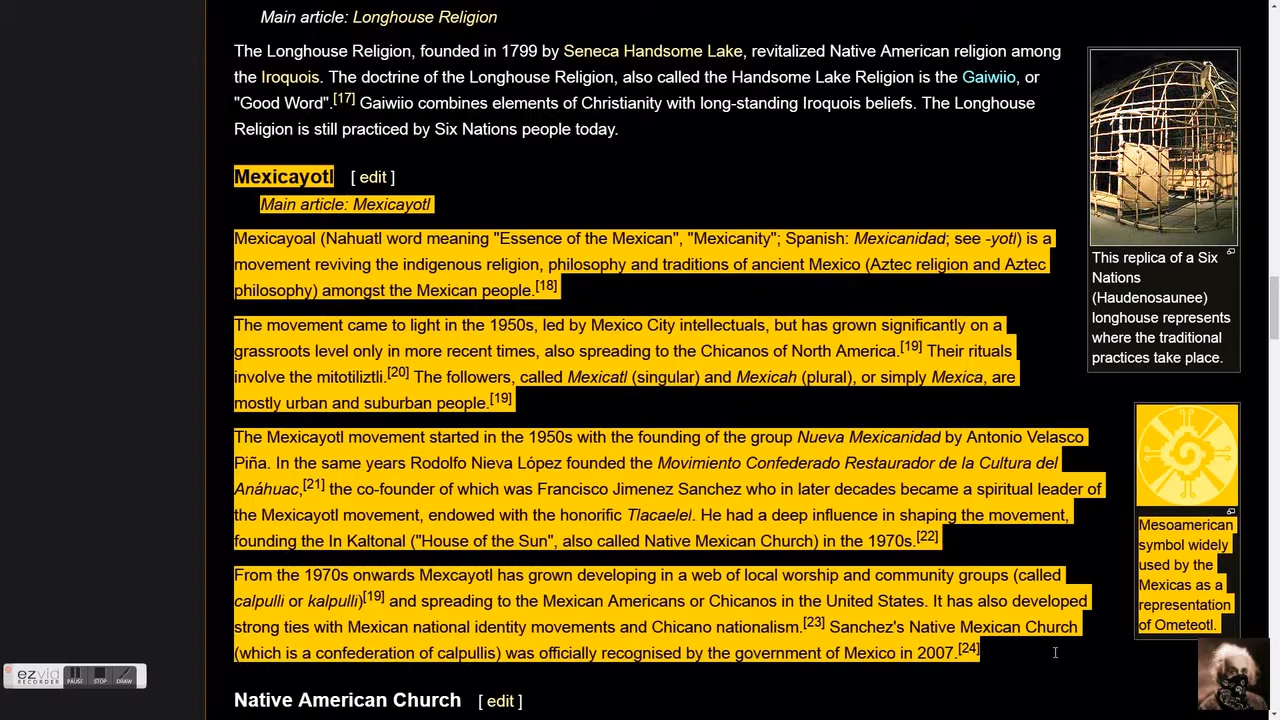 Main article: Longhouse Religion
The Longhouse Religion, founded in 1799 by Seneca Handsome Lake, revitalized Native American religion among
the Iroquois. The doctrine of the Longhouse Religion, also called the Handsome Lake Religion is the Gaiwiio, or
"Good Word".[17] Gaiwiio combines elements of Christianity with long-standing Iroquois beliefs. The Longhouse
Religion is still practiced by Six Nations people today.
This replica of a Six
Nations
(Haudenosaunee)
longhouse represents
where the traditional
practices take place.
Mexicayotl [ edit ]
Main article: Mexicayotl
Mexicayoal (Nahuatl word meaning "Essence of the Mexican", "Mexicanity"; Spanish: Mexicanidad; see -yotl) is a
movement reviving the indigenous religion, philosophy and traditions of ancient Mexico (Aztec religion and Aztec
philosophy) amongst the Mexican people.[18]
The movement came to light in the 1950s, led by Mexico City intellectuals, but has grown significantly on a
grassroots level only in more recent times, also spreading to the Chicanos of North America.[19] Their rituals
involve the mitotiliztli.[20] The followers, called Mexicatl (singular) and Mexicah (plural), or simply Mexica, are
mostly urban and suburban people.[19]
The Mexicayotl movement started in the 1950s with the founding of the group Nueva Mexicanidad by Antonio Velasco
Piña. In the same years Rodolfo Nieva López founded the Movimiento Confederado Restaurador de la Cultura del
Anáhuac,[21] the co-founder of which was Francisco Jimenez Sanchez who in later decades became a spiritual leader of
the Mexicayotl movement, endowed with the honorific Tlacaelel. He had a deep influence in shaping the movement,
founding the In Kaltonal ("House of the Sun", also called Native Mexican Church) in the 1970s.[22]
From the 1970s onwards Mexcayotl has grown developing in a web of local worship and community groups (called
calpulli or kalpulli)[19] and spreading to the Mexican Americans or Chicanos in the United States. It has also developed
strong ties with Mexican national identity movements and Chicano nationalism.[23] Sanchez's Native Mexican Church
(which is a confederation of calpullis) was officially recognised by the government of Mexico in 2007.[24]
Mesoamerican
symbol widely
used by the
Mexicas as a
representation
of Ometeotl.
Native American Church [ edit ]
ezvid
RECORDER
PAUSE STOP DRAW